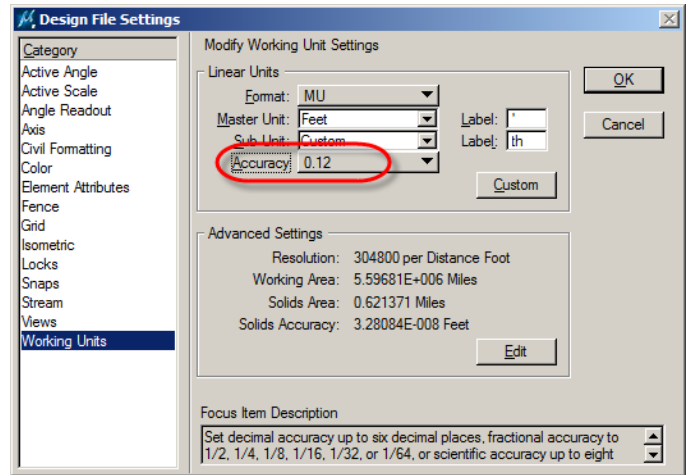 Design File Settings
Category
Active Angle
Active Scale
Angle Readout
Axis
Civil Formatting
Color
Element Attributes
Fence
Grid
Isometric
Locks
Snaps
Stream
Views
Working Units
Modify Working Unit Settings
Linear Units
Format: MU
Master Unit: Feet Label: '
Sub Unit: Custom Label: th
Accuracy 0.12
Custom
OK
Cancel
Advanced Settings
Resolution: 304800 per Distance Foot
Working Area: 5.59681E+006 Miles
Solids Area: 0.621371 Miles
Solids Accuracy: 3.28084E-008 Feet
Edit
Focus Item Description
Set decimal accuracy up to six decimal places, fractional accuracy to
1/2, 1/4, 1/8, 1/16, 1/32, or 1/64, or scientific accuracy up to eight